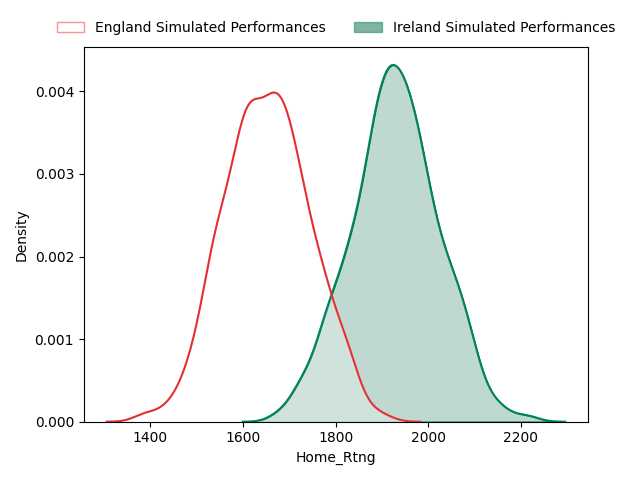 England Simulated Performances Ireland Simulated Performances
Density
0.004
0.003
0.002
0.001
0.000
1400 1600 1800 2000 2200
Home_Rtng